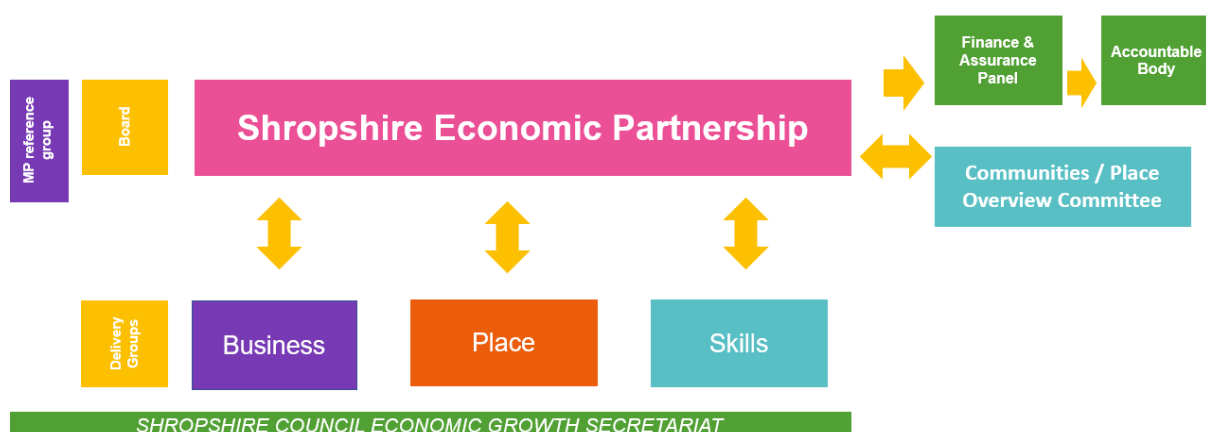 MP reference
group
Board
Shropshire Economic Partnership
Finance &
Assurance
Panel
Accountable
Body
Communities / Place
Overview Committee
Delivery
Groups
Business
Place
Skills
SHROPSHIRE COUNCIL ECONOMIC GROWTH SECRETARIAT